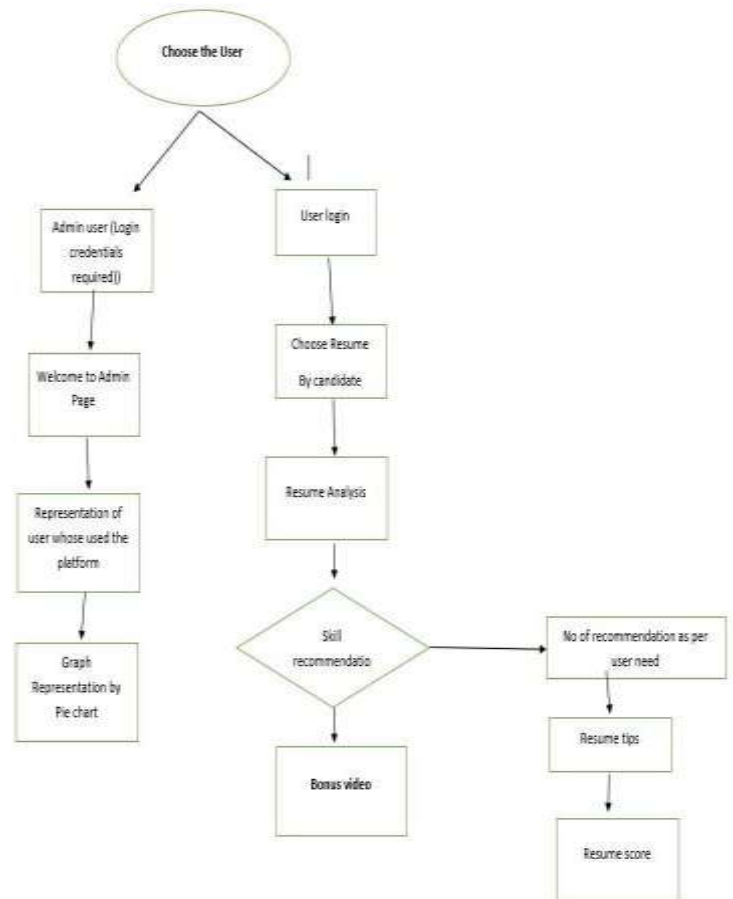 Choose the User
Admin user (Login
credentials
required))
User login
Welcome to Admin
Page
Choose Resume
By candidate
Representation of
user whose used the
platform
Resume Analysis
Graph
Representation by
Pie chart
Skill
recommendatio
No of recommendation as per
user need
Bonus video
Resume tips
Resume score